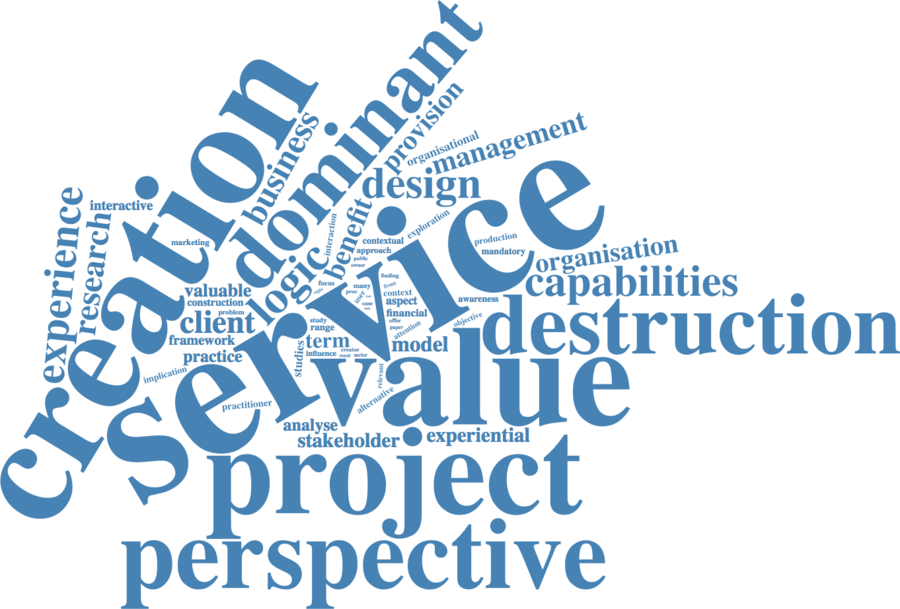 dominant
creation
business
provision
organisational
management
design
service
experience
research
interactive
marketing
logic
benefit
interaction
contextual
approach
public
owner
exploration
production
mandatory
organisation
capabilities
destruction
valuable
construction
problem
client
framework
practice
implication
focus
many
user
case
finding
front
context
aspect
financial
offer
paper
attention
awareness
objective
study
range
term
influence
creator
sector
studies
model
value
relevant
alternative
practitioner
analyse
stakeholder
experiential
project
perspective